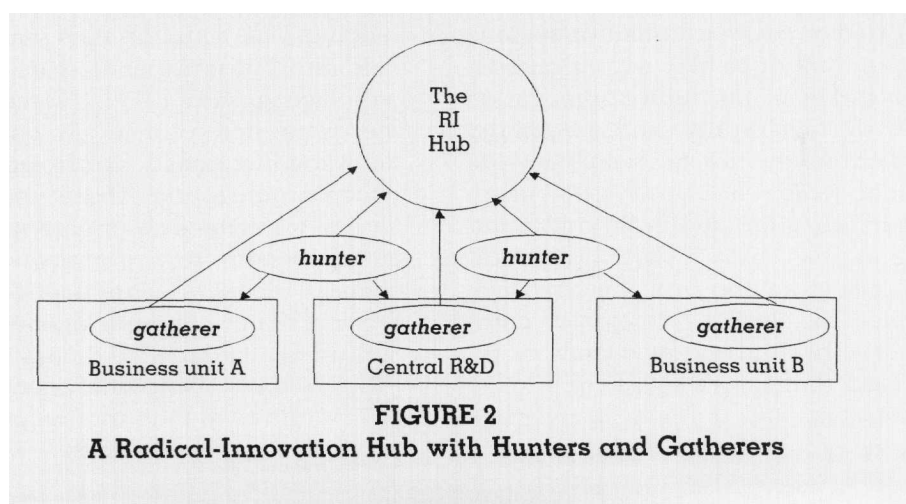 The
RI
Hub
hunter
hunter
gatherer
gatherer
gatherer
Business unit A
Central R&D
Business unit B
FIGURE 2
A Radical-Innovation Hub with Hunters and Gatherers